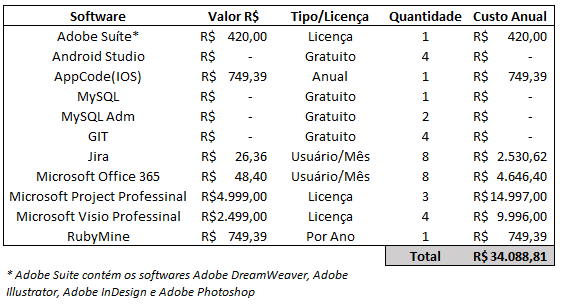 Software Valor R$ Tipo/Licença Quantidade Custo Anual
Adobe Suíte* R$ 420,00 Licença 1 R$ 420,00
Android Studio R$ - Gratuito 4 R$ -
AppCode(IOS) R$ 749,39 Anual 1 R$ 749,39
MySQL R$ - Gratuito 1 R$ -
MySQL Adm R$ - Gratuito 2 R$ -
GIT R$ - Gratuito 4 R$ -
Jira R$ 26,36 Usuário/Mês 8 R$ 2.530,62
Microsoft Office 365 R$ 48,40 Usuário/Mês 8 R$ 4.646,40
Microsoft Project Professinal R$4.999,00 Licença 3 R$14.997,00
Microsoft Visio Professinal R$2.499,00 Licença 4 R$ 9.996,00
RubyMine R$ 749,39 Por Ano 1 R$ 749,39
Total R$ 34.088,81
* Adobe Suite contém os softwares Adobe DreamWeaver, Adobe
Illustrator, Adobe InDesign e Adobe Photoshop